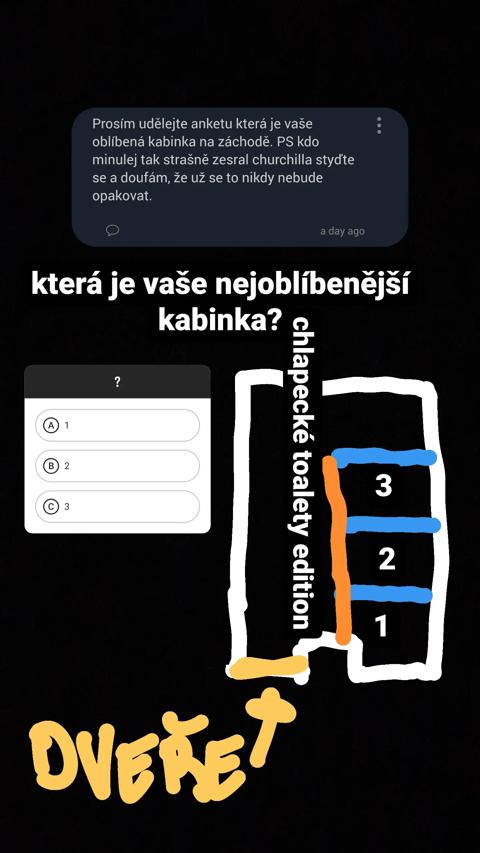 Prosím udělejte anketu která je vaše
oblíbená kabinka na záchodě. PS kdo
minulej tak strašně zesral churchilla styďte
se a doufám, že už se to nikdy nebude
opakovat.
a day ago
která je vaše nejoblíbenější
kabinka?
chlapecké toalety edition
?
A 1
B 2
C 3
3
2
1
DVEŘE